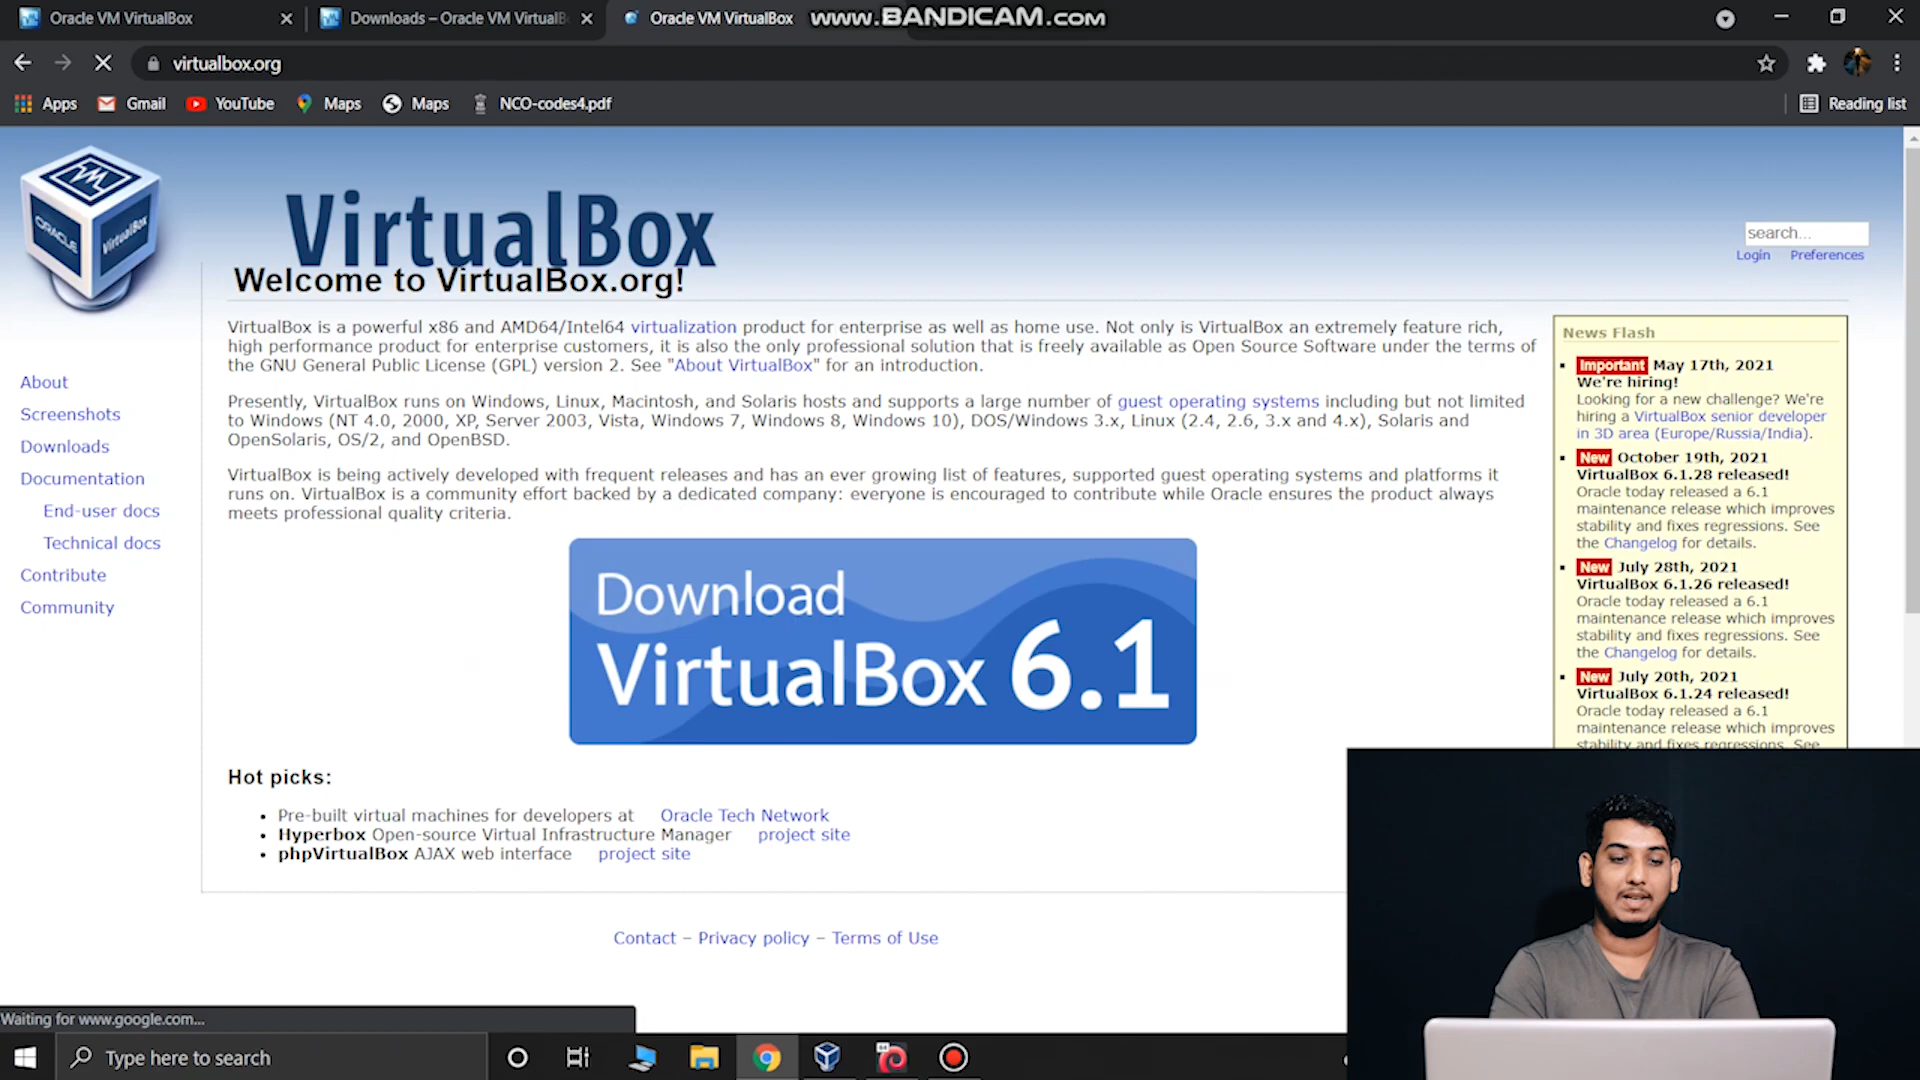 Oracle VM VirtualBox
Downloads – Oracle VM VirtualB
Oracle VM VirtualBox
www.BANDICAM.com
virtualbox.org
Apps
Gmail
YouTube
Maps
Maps
NCO-codes4.pdf
Reading list
ORACLE
VirtualBox
VirtualBox
search...
Login
Preferences
Welcome to VirtualBox.org!
VirtualBox is a powerful x86 and AMD64/Intel64 virtualization product for enterprise as well as home use. Not only is VirtualBox an extremely feature rich,
high performance product for enterprise customers, it is also the only professional solution that is freely available as Open Source Software under the terms of
the GNU General Public License (GPL) version 2. See "About VirtualBox" for an introduction.
Presently, VirtualBox runs on Windows, Linux, Macintosh, and Solaris hosts and supports a large number of guest operating systems including but not limited
to Windows (NT 4.0, 2000, XP, Server 2003, Vista, Windows 7, Windows 8, Windows 10), DOS/Windows 3.x, Linux (2.4, 2.6, 3.x and 4.x), Solaris and
OpenSolaris, OS/2, and OpenBSD.
VirtualBox is being actively developed with frequent releases and has an ever growing list of features, supported guest operating systems and platforms it
runs on. VirtualBox is a community effort backed by a dedicated company: everyone is encouraged to contribute while Oracle ensures the product always
meets professional quality criteria.
About
Screenshots
Downloads
Documentation
End-user docs
Technical docs
Contribute
Community
Download
VirtualBox 6.1
News Flash
Important May 17th, 2021
We're hiring!
Looking for a new challenge? We're
hiring a VirtualBox senior developer
in 3D area (Europe/Russia/India).
New October 19th, 2021
VirtualBox 6.1.28 released!
Oracle today released a 6.1
maintenance release which improves
stability and fixes regressions. See
the Changelog for details.
New July 28th, 2021
VirtualBox 6.1.26 released!
Oracle today released a 6.1
maintenance release which improves
stability and fixes regressions. See
the Changelog for details.
New July 20th, 2021
VirtualBox 6.1.24 released!
Oracle today released a 6.1
maintenance release which improves
stability and fixes regressions. See
Hot picks:
Pre-built virtual machines for developers at Oracle Tech Network
Hyperbox Open-source Virtual Infrastructure Manager project site
phpVirtualBox AJAX web interface project site
Contact – Privacy policy – Terms of Use
Waiting for www.google.com...
Type here to search